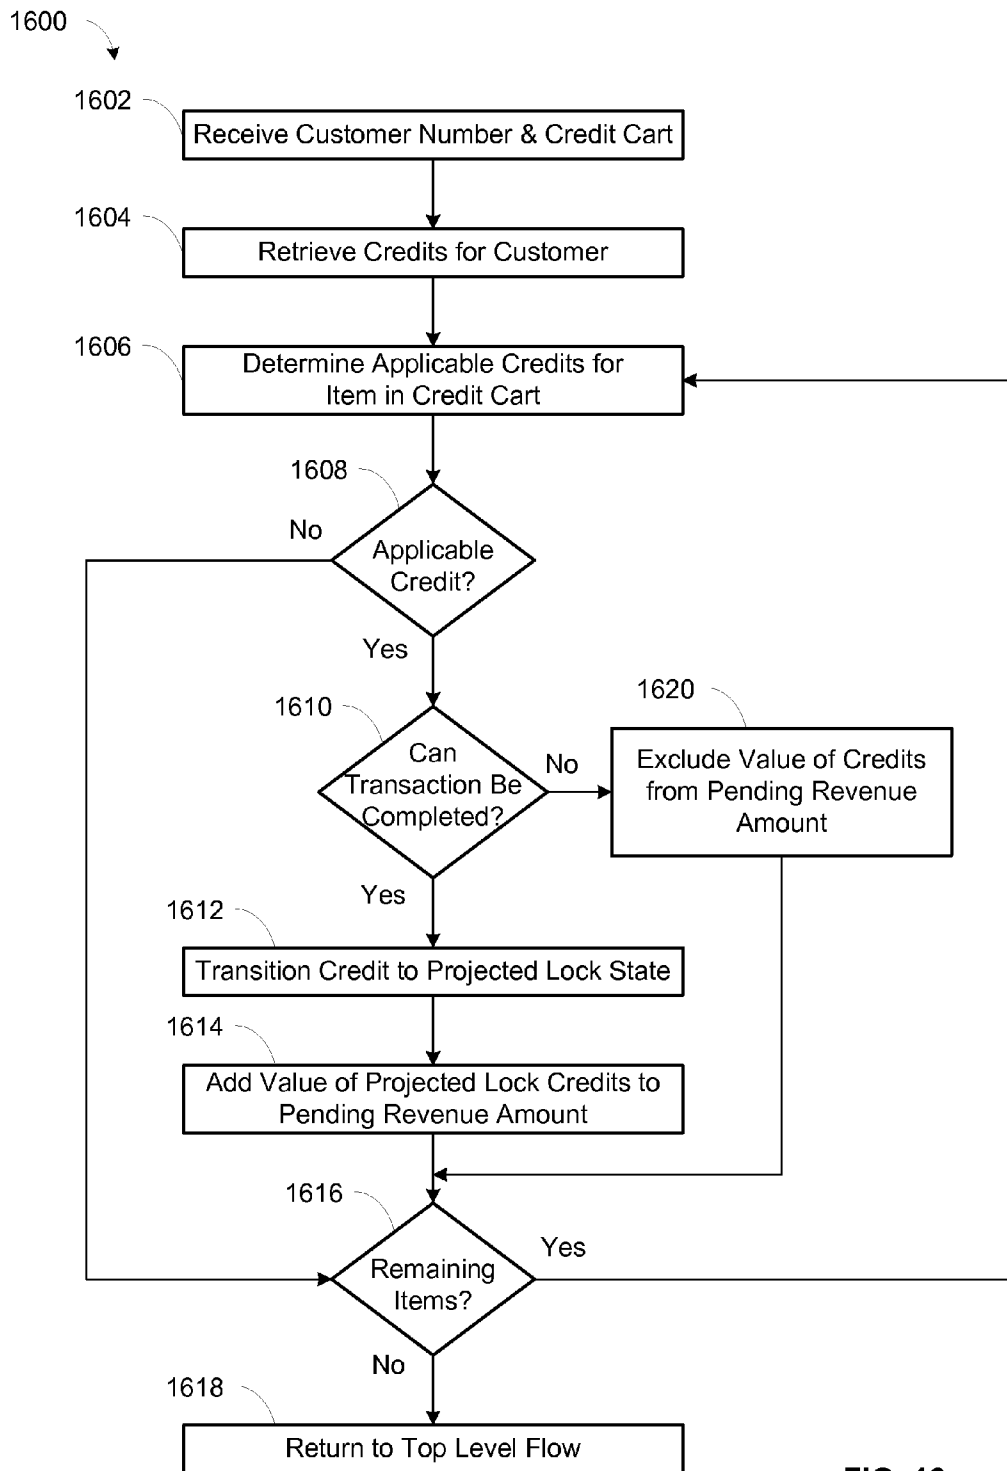 1600
1602
Receive Customer Number & Credit Cart
1604
Retrieve Credits for Customer
1606
Determine Applicable Credits for
Item in Credit Cart
1608
No
Applicable
Credit?
Yes
1610
Can
Transaction Be
Completed?
No
1620
Exclude Value of Credits
from Pending Revenue
Amount
Yes
1612
Transition Credit to Projected Lock State
1614
Add Value of Projected Lock Credits to
Pending Revenue Amount
1616
Remaining
Items?
Yes
No
1618
Return to Top Level Flow